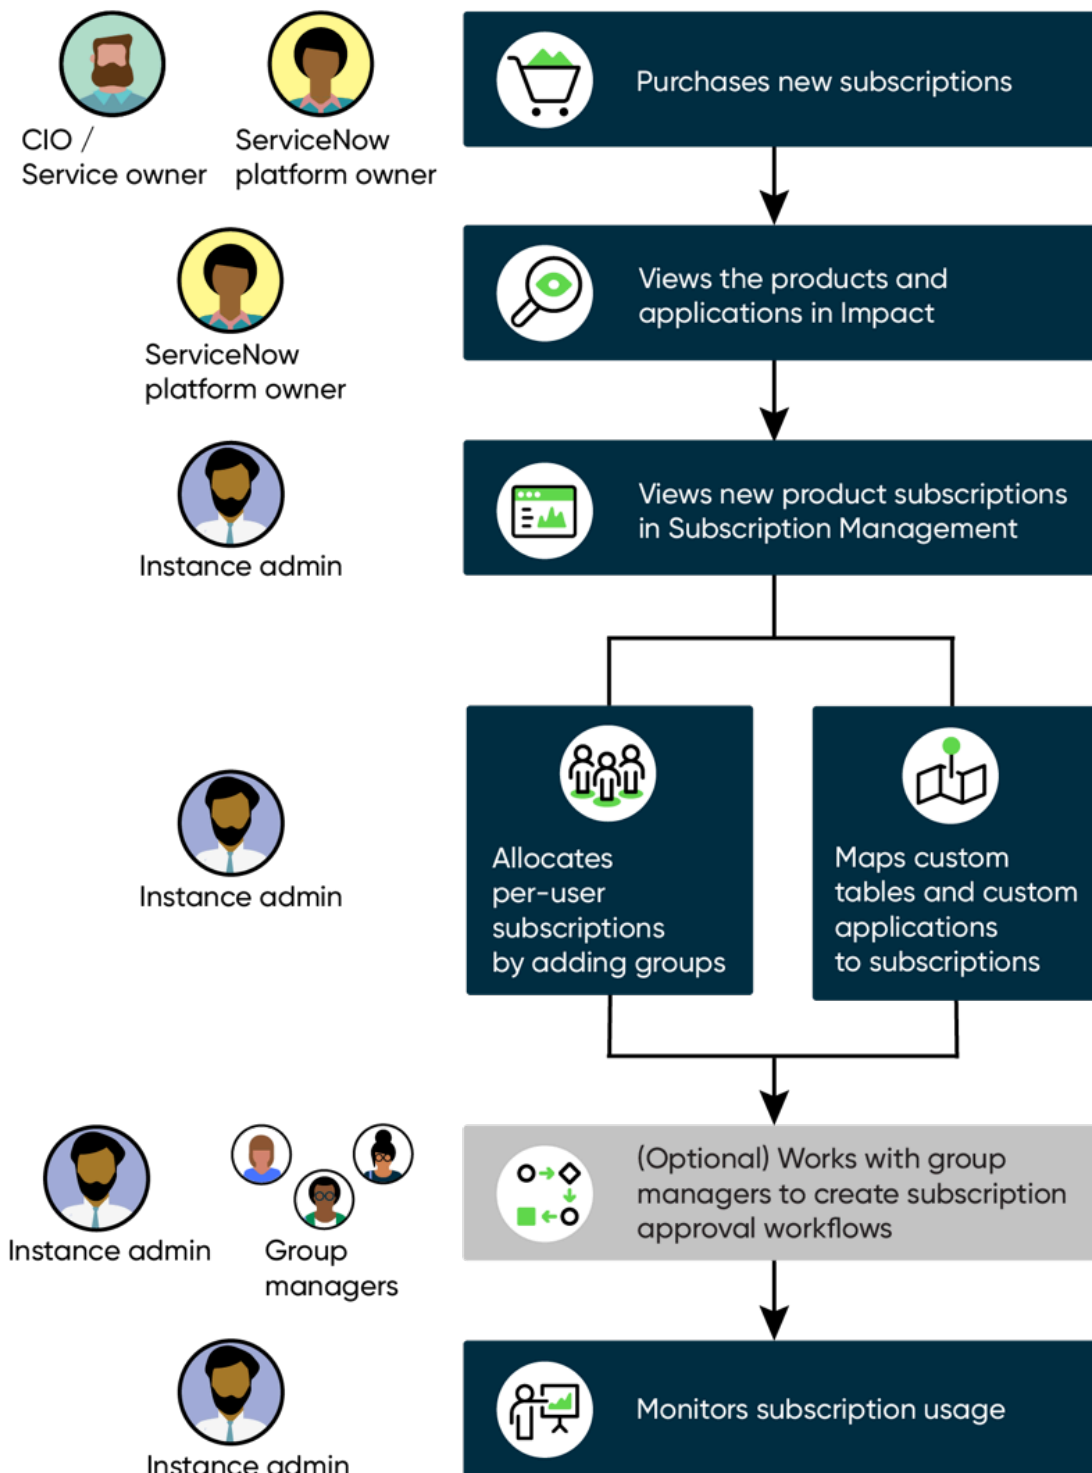 CIO /
Service owner
ServiceNow
platform owner
Purchases new subscriptions
ServiceNow
platform owner
Views the products and
applications in Impact
Instance admin
Views new product subscriptions
in Subscription Management
Instance admin
Allocates
per-user
subscriptions
by adding groups
Maps custom
tables and custom
applications
to subscriptions
Instance admin
Group
managers
(Optional) Works with group
managers to create subscription
approval workflows
Instance admin
Monitors subscription usage